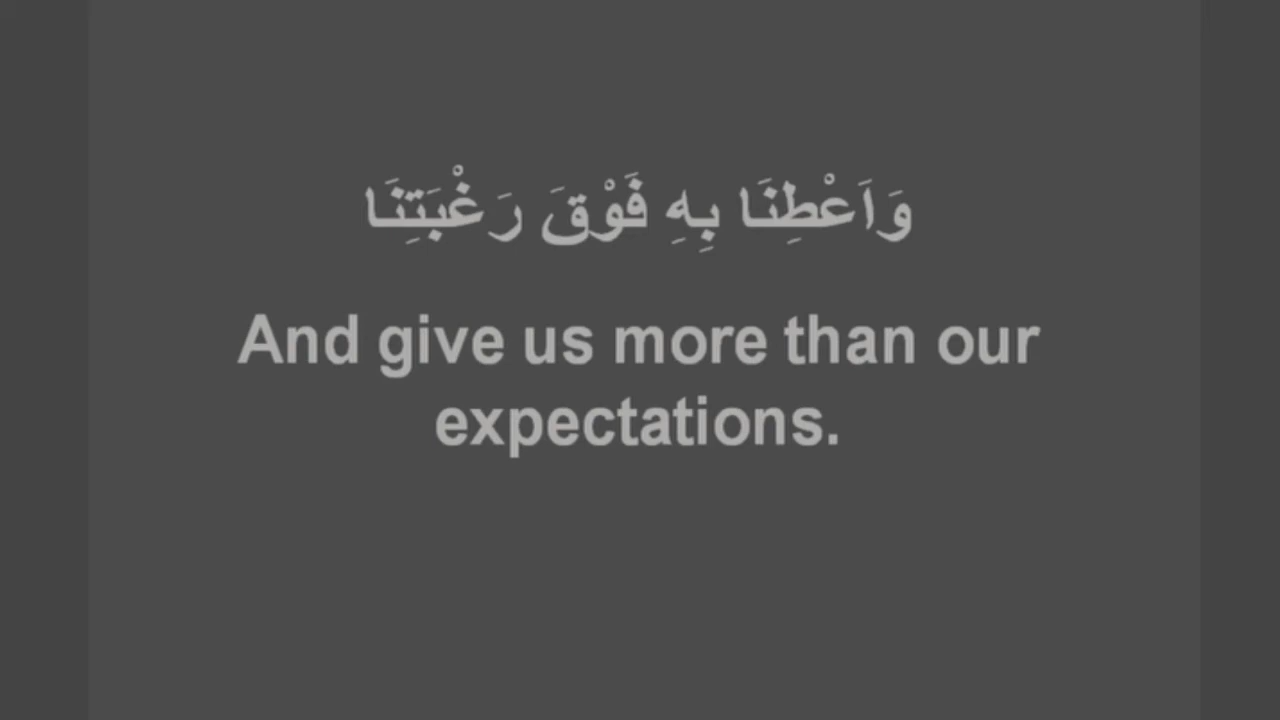 وَاَعْطِنَا بِهِ فَوْقَ رَغْبَتِنَا
And give us more than our
expectations.